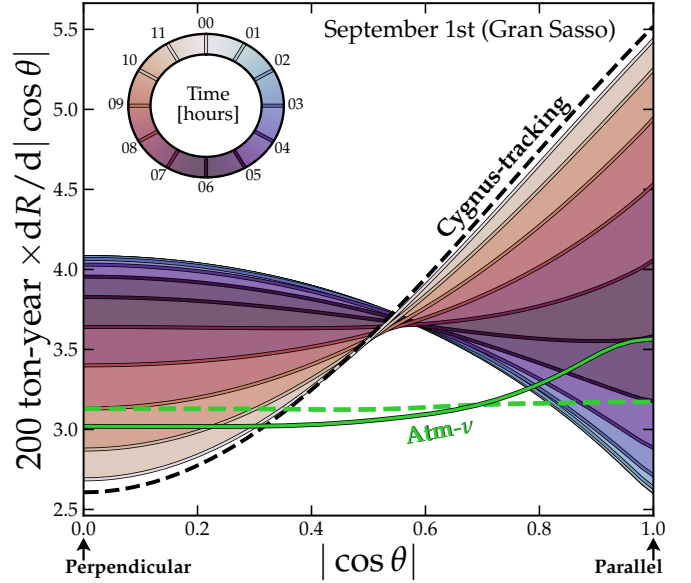 September 1st (Gran Sasso)
00
01
02
03
04
05
06
07
08
09
10
11
Time
[hours]
Cygnus-tracking
Atm-ν
200 ton-year × dR/d| cos θ|
5.5
5.0
4.5
4.0
3.5
3.0
2.5
0.0
0.2
0.4
0.6
0.8
1.0
Perpendicular
| cos θ|
Parallel